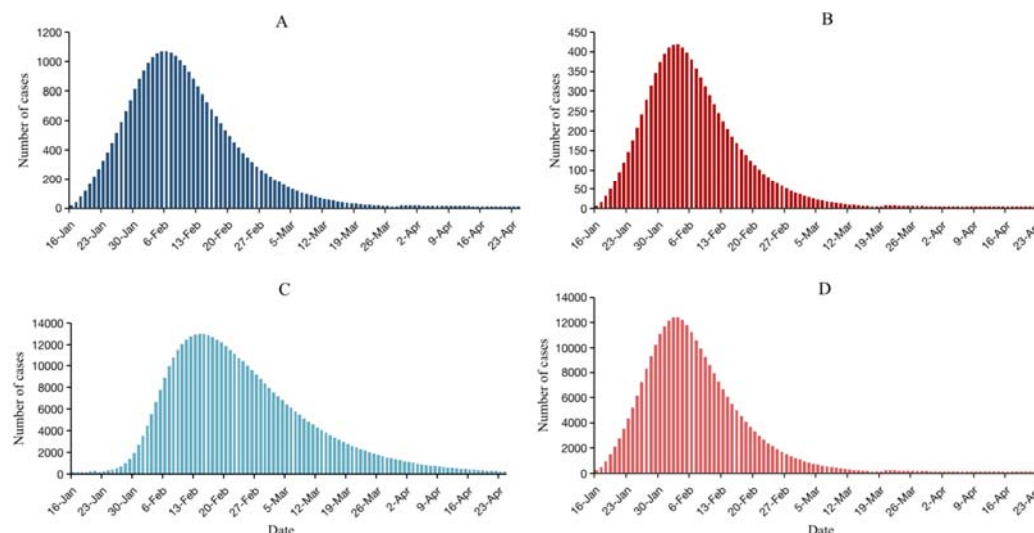 A
Number of cases
1200
1000
800
600
400
200
0
16-Jan
23-Jan
30-Jan
6-Feb
13-Feb
20-Feb
27-Feb
5-Mar
12-Mar
19-Mar
26-Mar
2-Apr
9-Apr
16-Apr
23-Apr
B
Number of cases
450
400
350
300
250
200
150
100
50
0
16-Jan
23-Jan
30-Jan
6-Feb
13-Feb
20-Feb
27-Feb
5-Mar
12-Mar
19-Mar
26-Mar
2-Apr
9-Apr
16-Apr
C
Number of cases
14000
12000
10000
8000
6000
4000
2000
0
16-Jan
23-Jan
30-Jan
6-Feb
13-Feb
20-Feb
27-Feb
5-Mar
12-Mar
19-Mar
26-Mar
2-Apr
9-Apr
16-Apr
23-Apr
Date
D
Number of cases
14000
12000
10000
8000
6000
4000
2000
0
16-Jan
23-Jan
30-Jan
6-Feb
13-Feb
20-Feb
27-Feb
5-Mar
12-Mar
19-Mar
26-Mar
2-Apr
9-Apr
16-Apr
Date